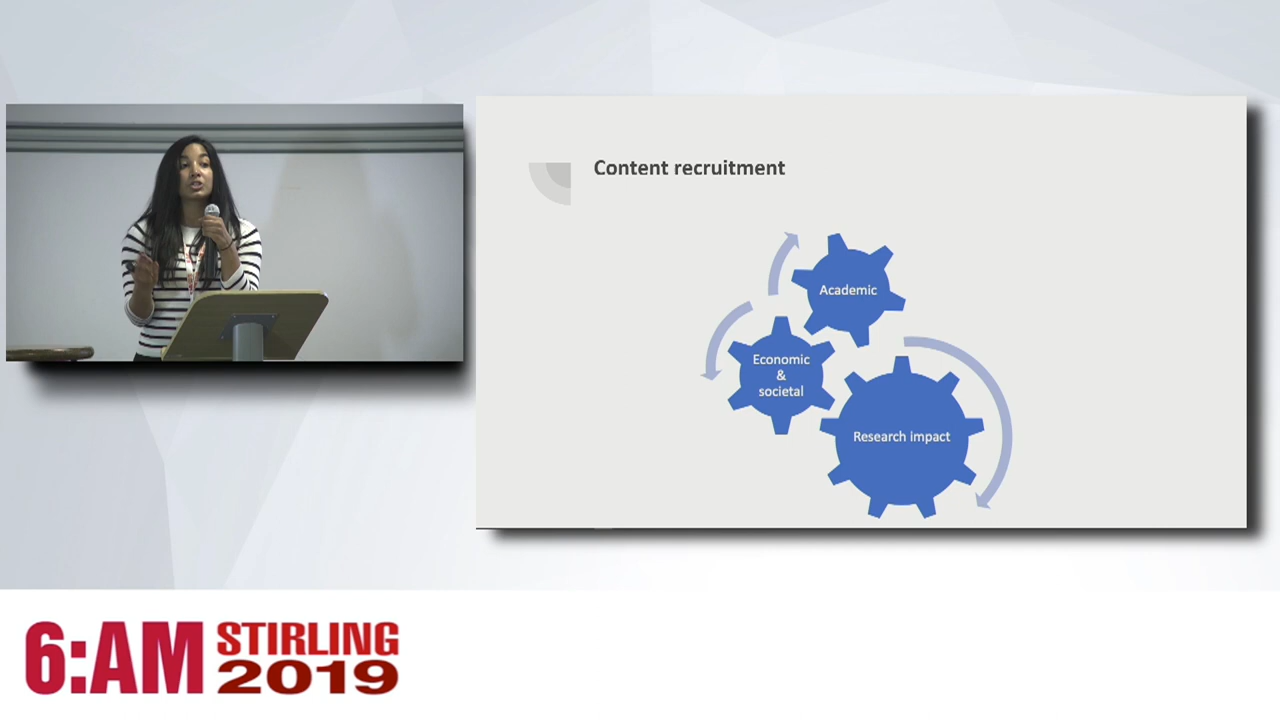 Content recruitment
Academic
Economic
&
societal
Research impact
6:AM
STIRLING
2019